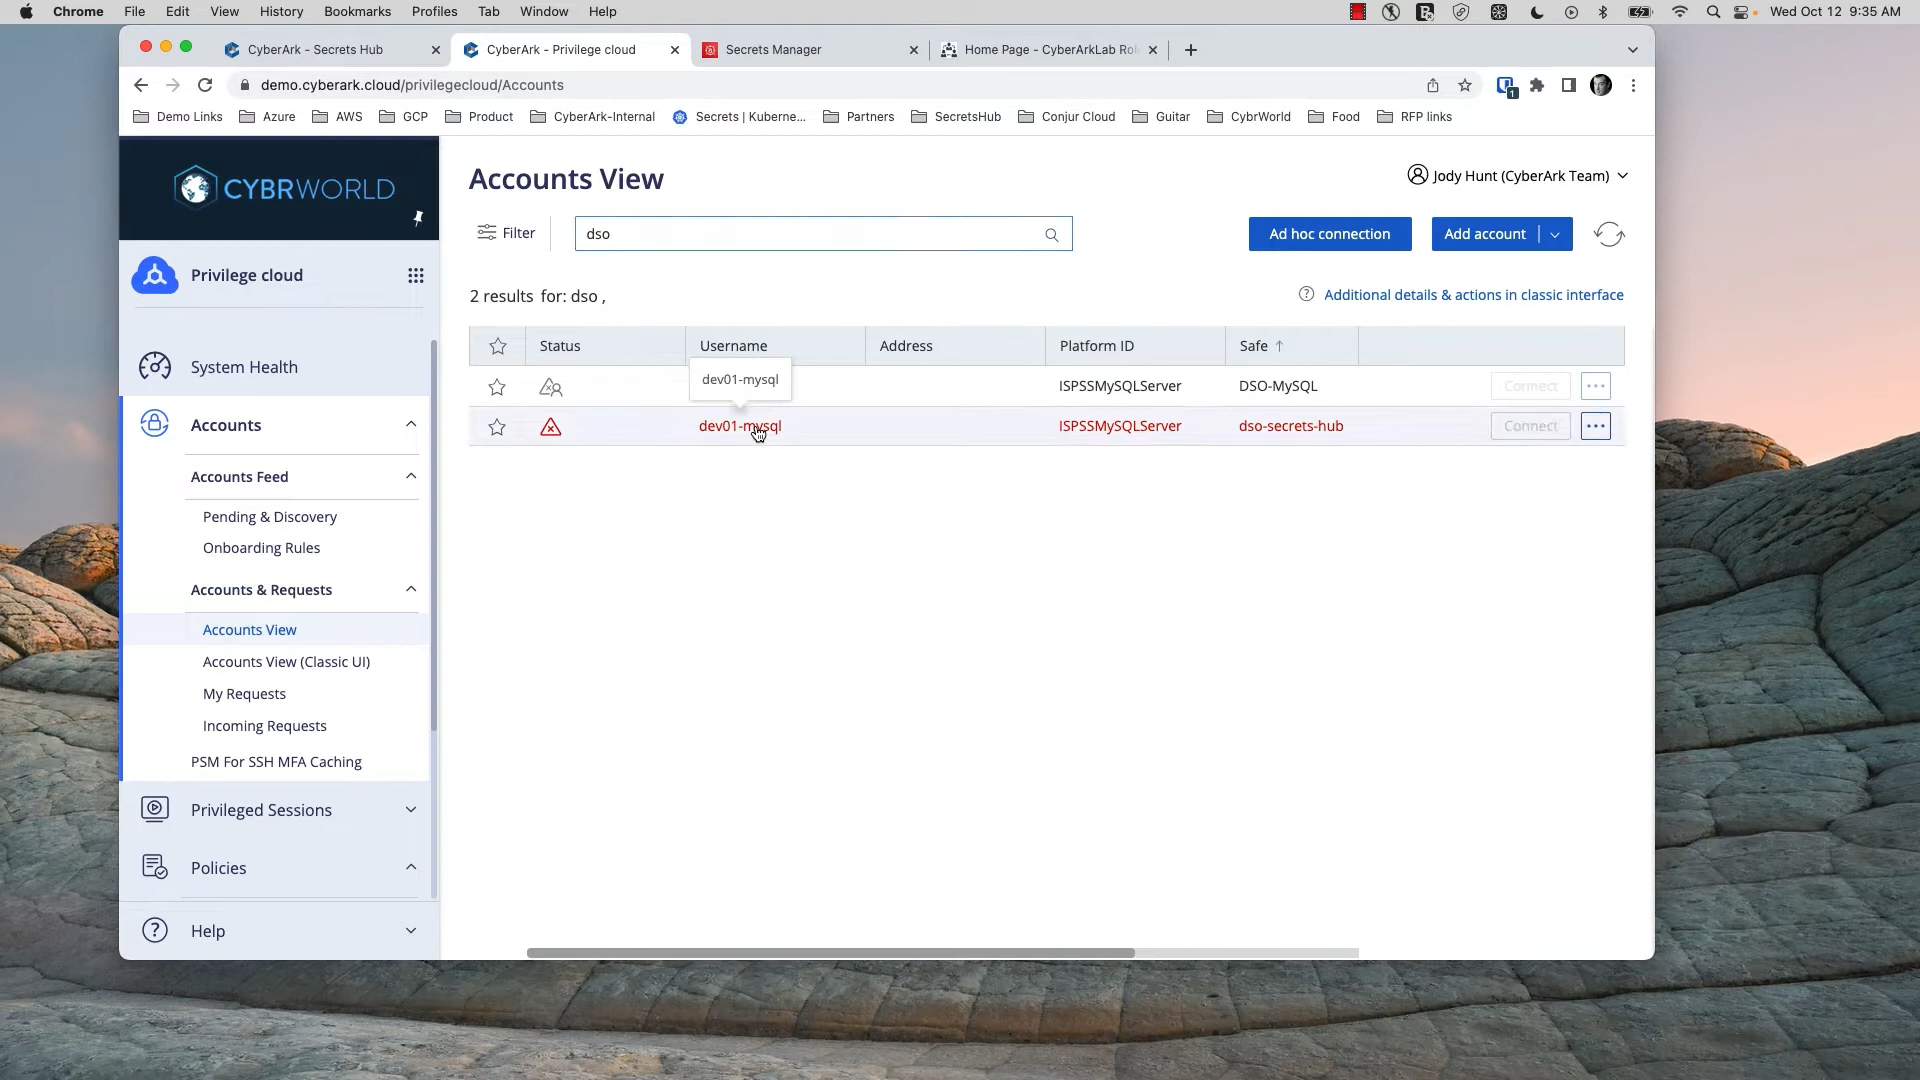 Chrome File Edit View History Bookmarks Profiles Tab Window Help Wed Oct 12 9:35 AM
CyberArk - Secrets Hub CyberArk - Privilege cloud Secrets Manager Home Page - CyberArkLab Rol
demo.cyberark.cloud/privilegecloud/Accounts 1
Demo Links Azure AWS GCP Product CyberArk-Internal Secrets | Kuberne... Partners SecretsHub Conjur Cloud Guitar CybrWorld Food RFP links
CYBRWORLD
Accounts View
Jody Hunt (CyberArk Team)
Filter
dso
Ad hoc connection
Add account
Privilege cloud
2 results for: dso ,
Additional details & actions in classic interface
Status Username Address Platform ID Safe
dev01-mysql
ISPSSMySQLServer DSO-MySQL Connect
dev01-mysql ISPSSMySQLServer dso-secrets-hub Connect
System Health
Accounts
Accounts Feed
Pending & Discovery
Onboarding Rules
Accounts & Requests
Accounts View
Accounts View (Classic UI)
My Requests
Incoming Requests
PSM For SSH MFA Caching
Privileged Sessions
Policies
Help